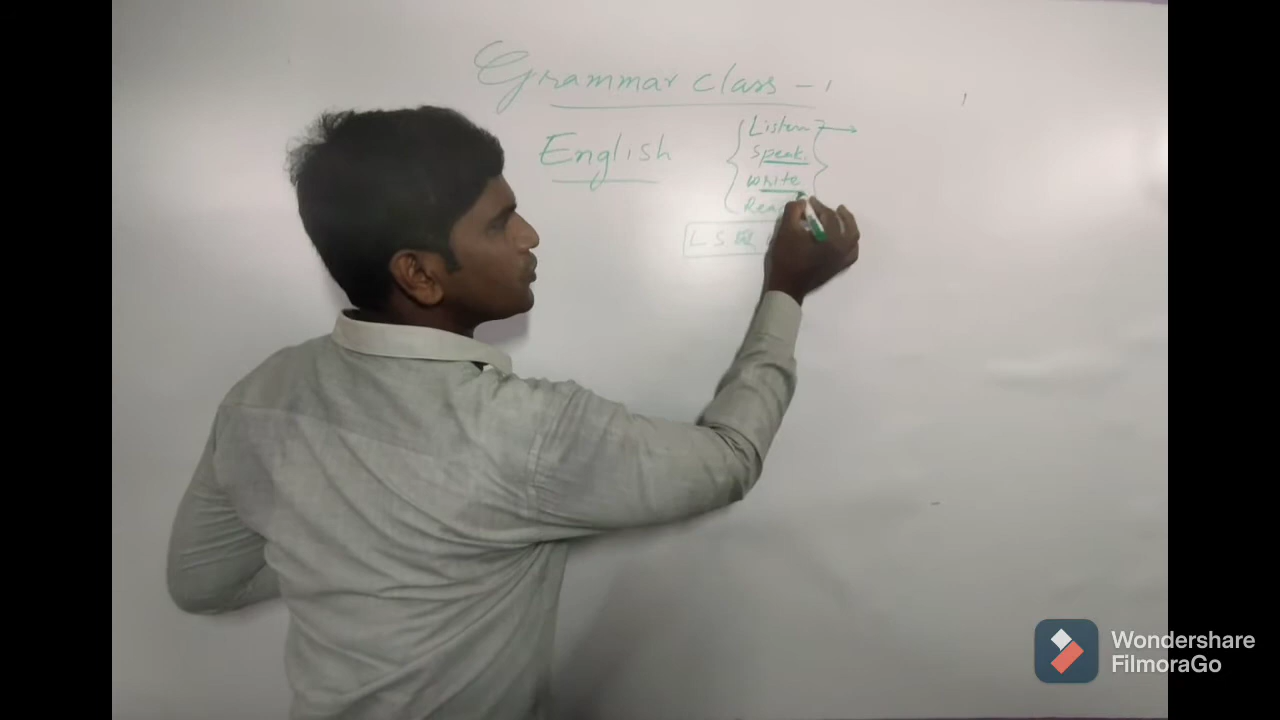 Grammar class - 1
English
Listen
Speak.
write
L S
Wondershare
FilmoraGo